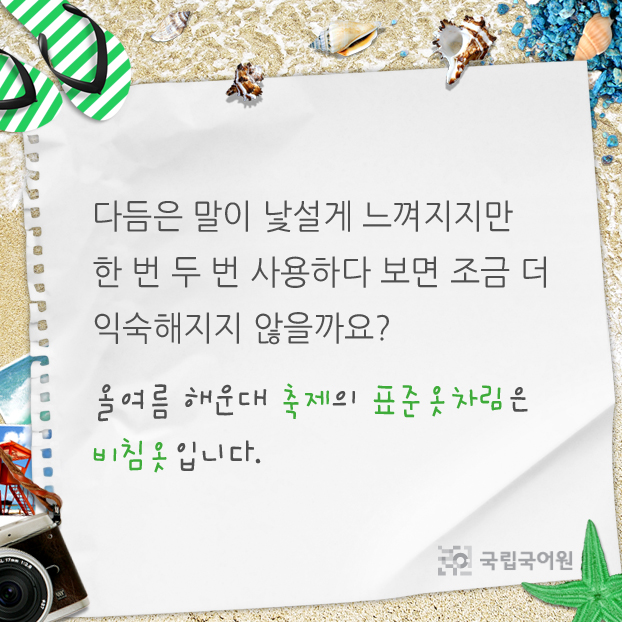 다듬은 말이 낯설게 느껴지지만
한 번 두 번 사용하다 보면 조금 더
익숙해지지 않을까요?
올여름 해운대 축제의 표준옷차림은
비침옷입니다.
국립국어원